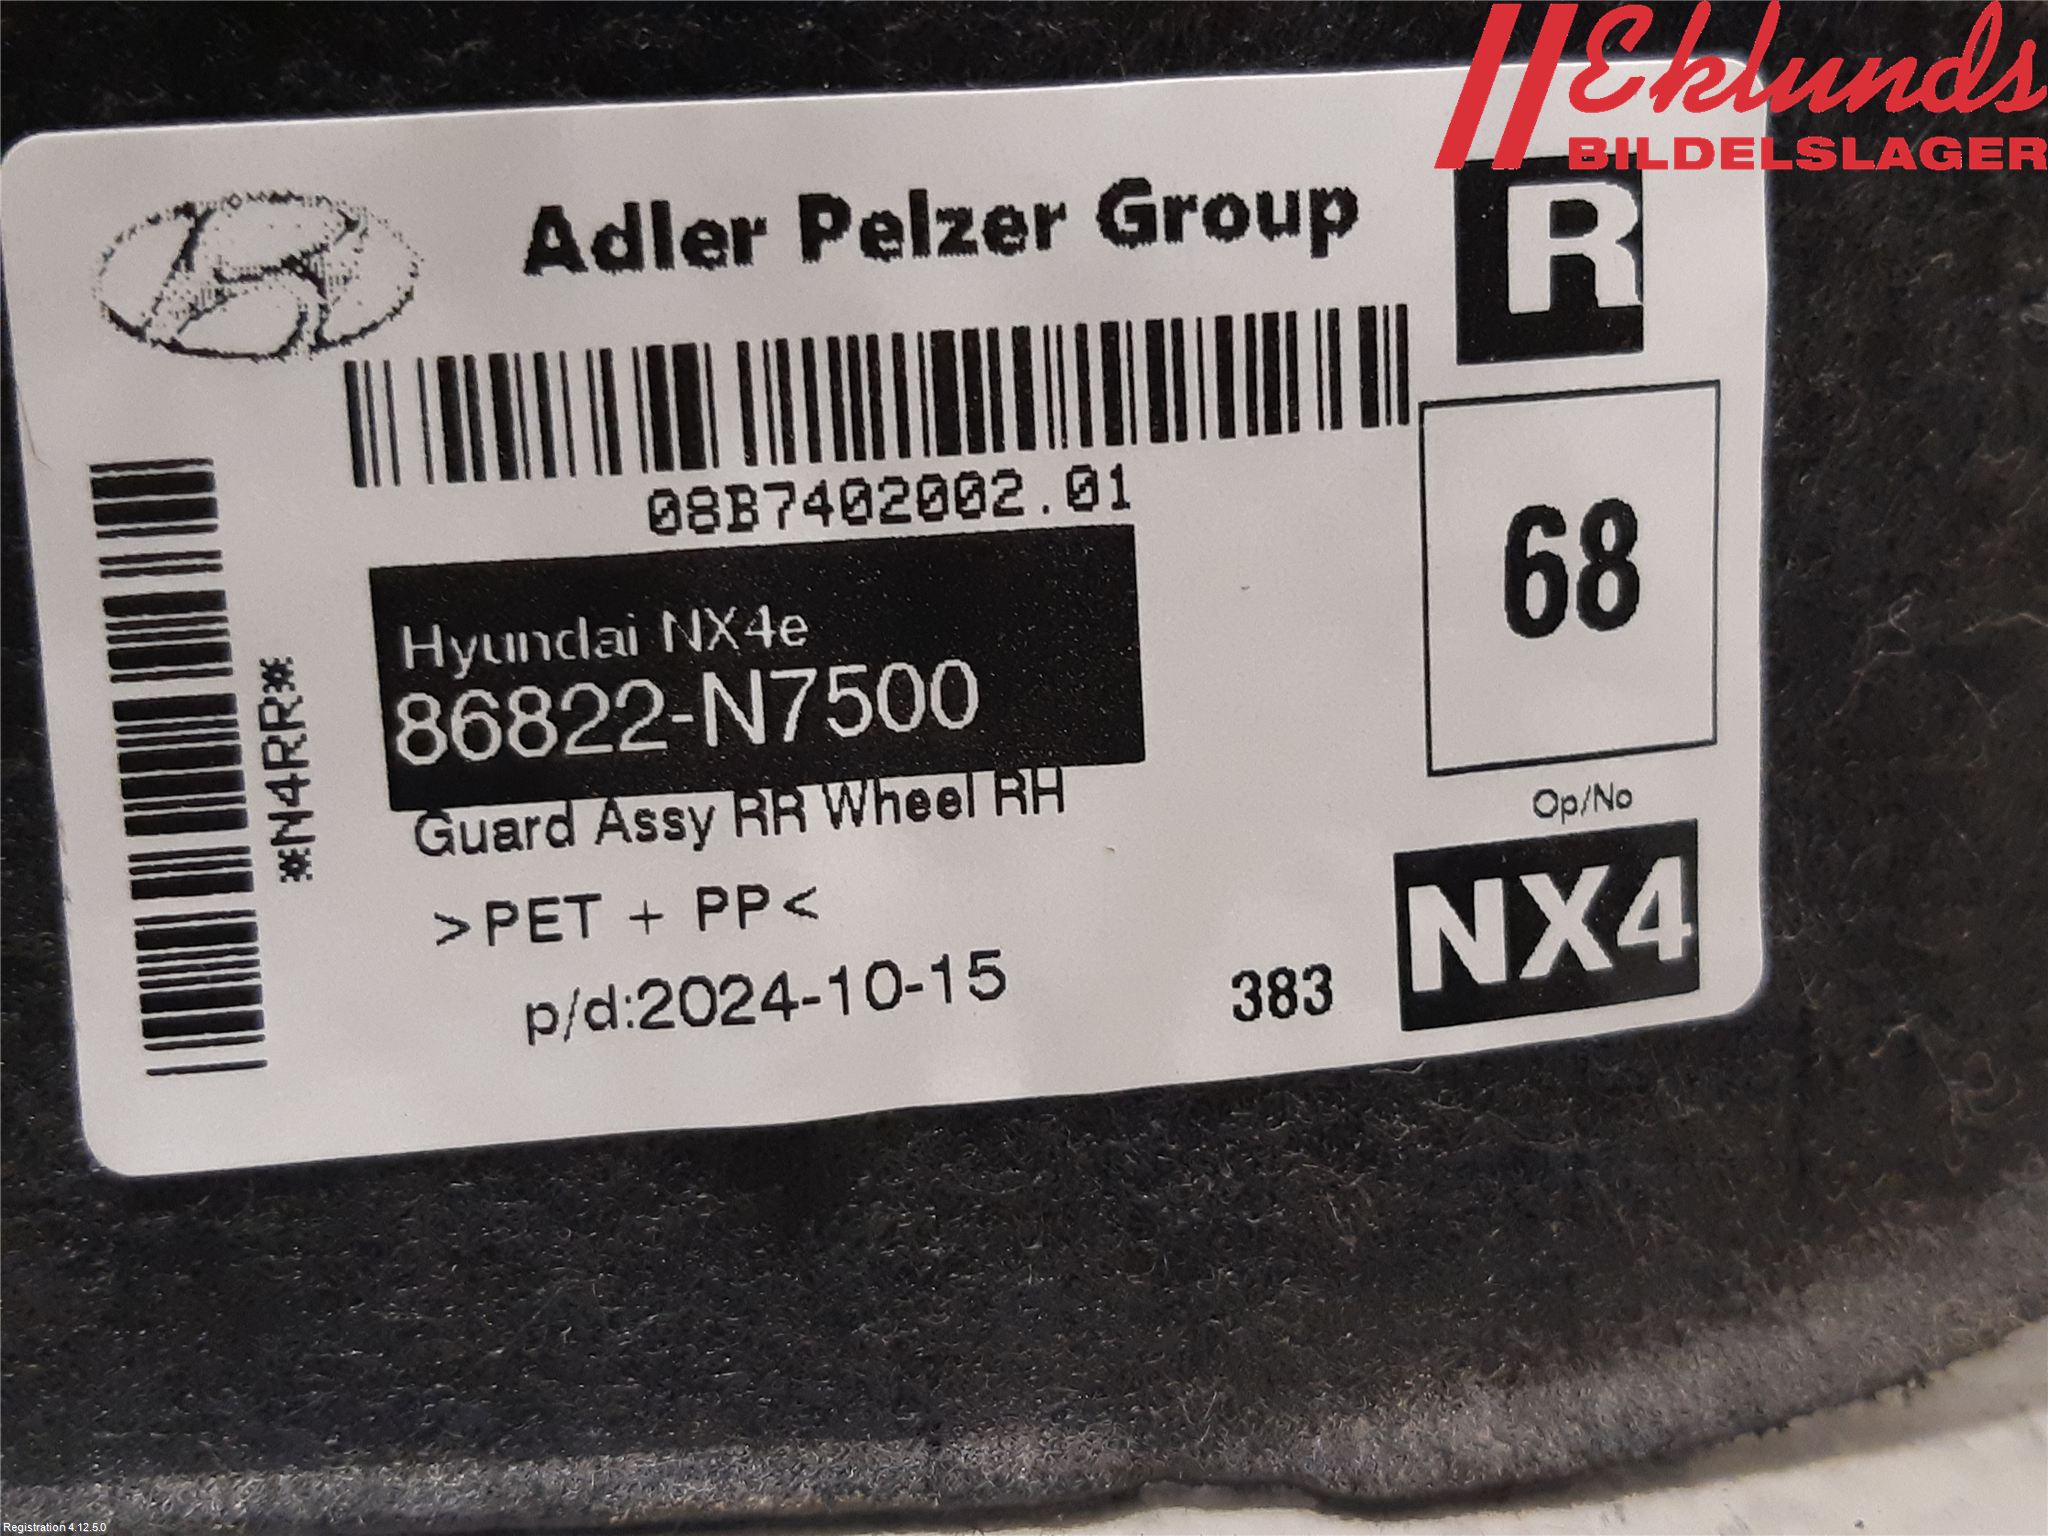 Eklunds
BILDELSLAGER
Adler Pelzer Group
R
08B7402002.01
68
Hyundai NX4e
86822-N7500
*N4RR*
Guard Assy RR Wheel RH
Op/No
>PET + PP<
NX4
p/d:2024-10-15
383
Registration 4.12.5.0